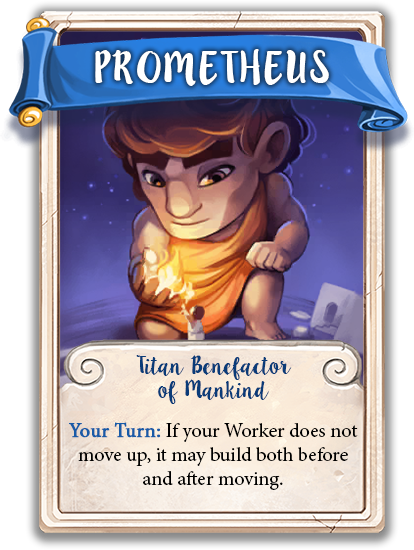 PROMETHEUS
Titan Benefactor
of Mankind
Your Turn: If your Worker does not
move up, it may build both before
and after moving.